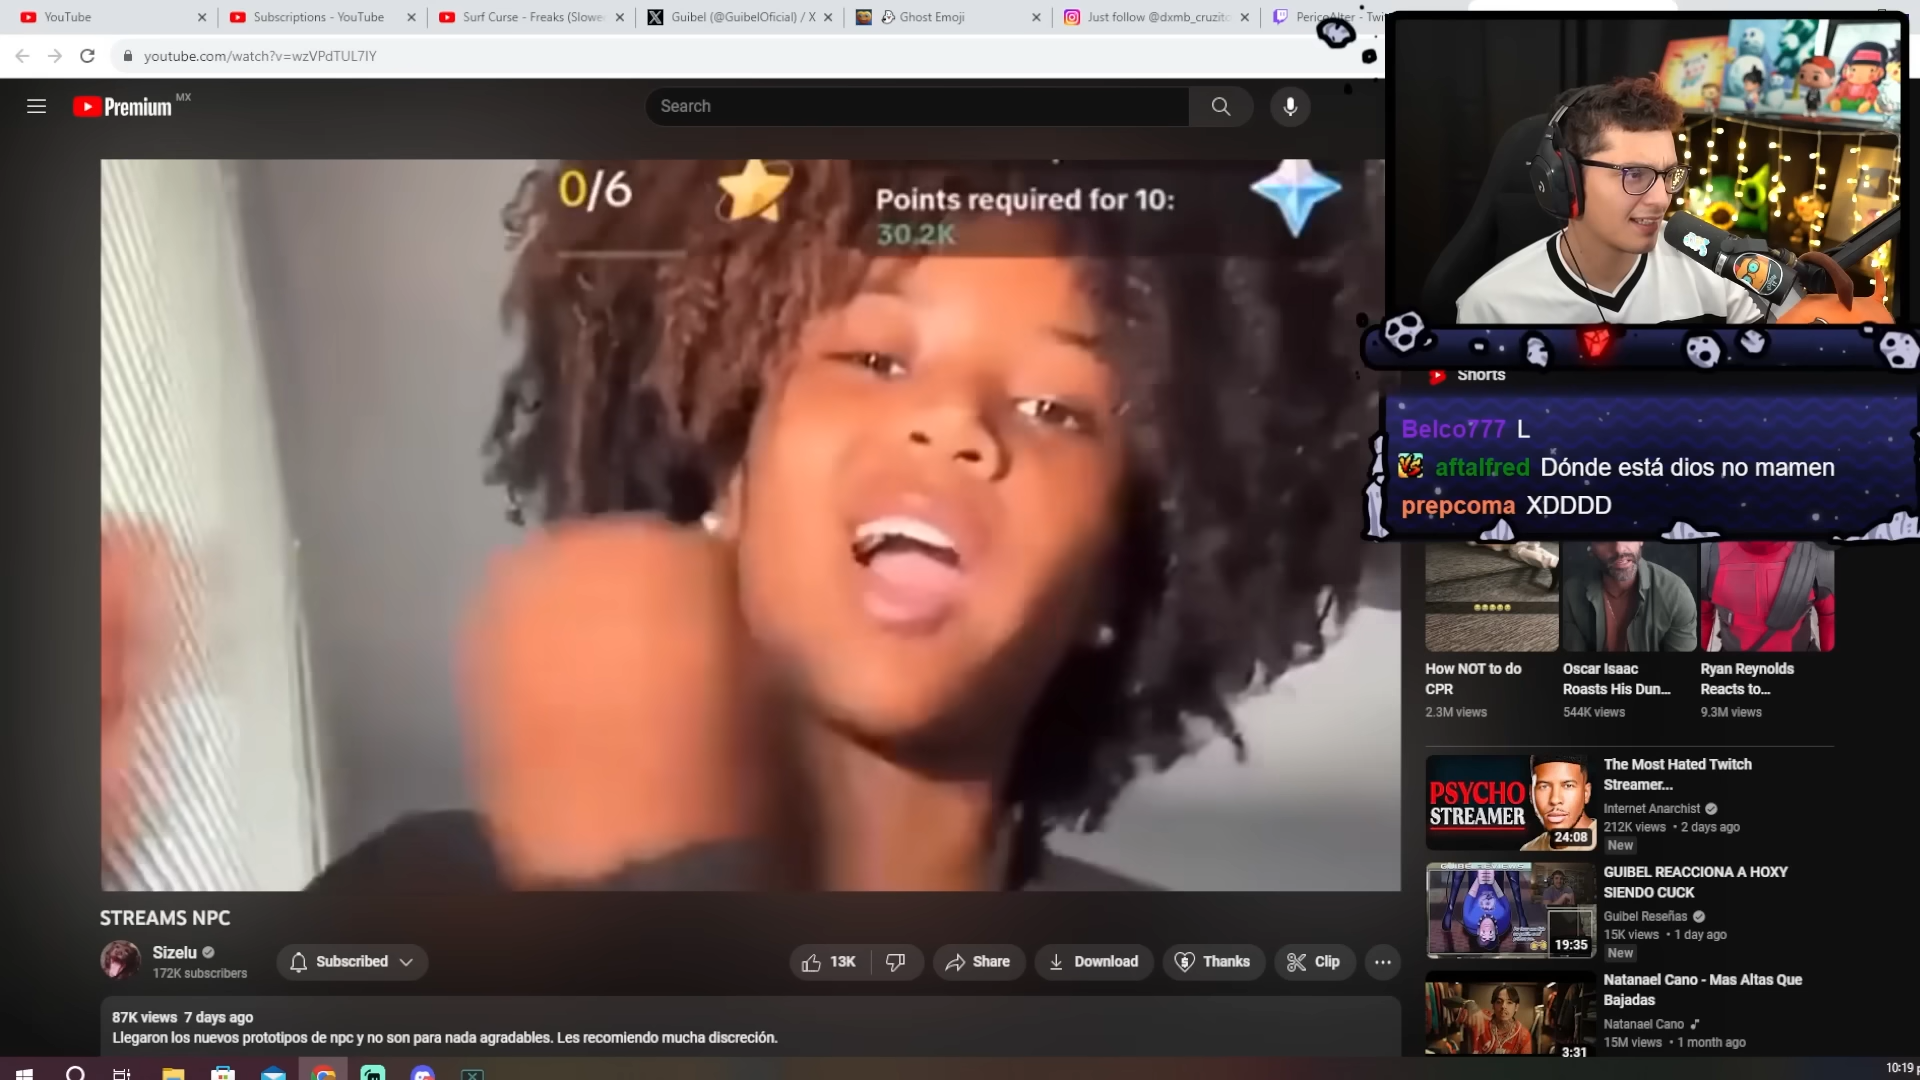 YouTube
Subscriptions - YouTube
Surf Curse - Freaks (Slowe
Guibel (@GuibelOficial) / X
Ghost Emoji
Just follow @dxmb_cruzito
PericoAlter - Twi
youtube.com/watch?v=wzVPdTUL7IY
Premium MX
Search
0/6
Points required for 10:
30.2K
Shorts
Belco777 L
aftalfred Dónde está dios no mamen
prepcoma XDDDD
How NOT to do
CPR
2.3M views
Oscar Isaac
Roasts His Dun...
544K views
Ryan Reynolds
Reacts to...
9.3M views
PSYCHO
STREAMER
24:08
The Most Hated Twitch
Streamer...
Internet Anarchist
212K views • 2 days ago
New
19:35
GUIBEL REACCIONA A HOXY
SIENDO CUCK
Guibel Reseñas
15K views • 1 day ago
New
3:31
Natanael Cano - Mas Altas Que
Bajadas
Natanael Cano
15M views • 1 month ago
STREAMS NPC
Sizelu
172K subscribers
Subscribed
13K
Share
Download
Thanks
Clip
87K views 7 days ago
Llegaron los nuevos prototipos de npc y no son para nada agradables. Les recomiendo mucha discreción.
10:19 p